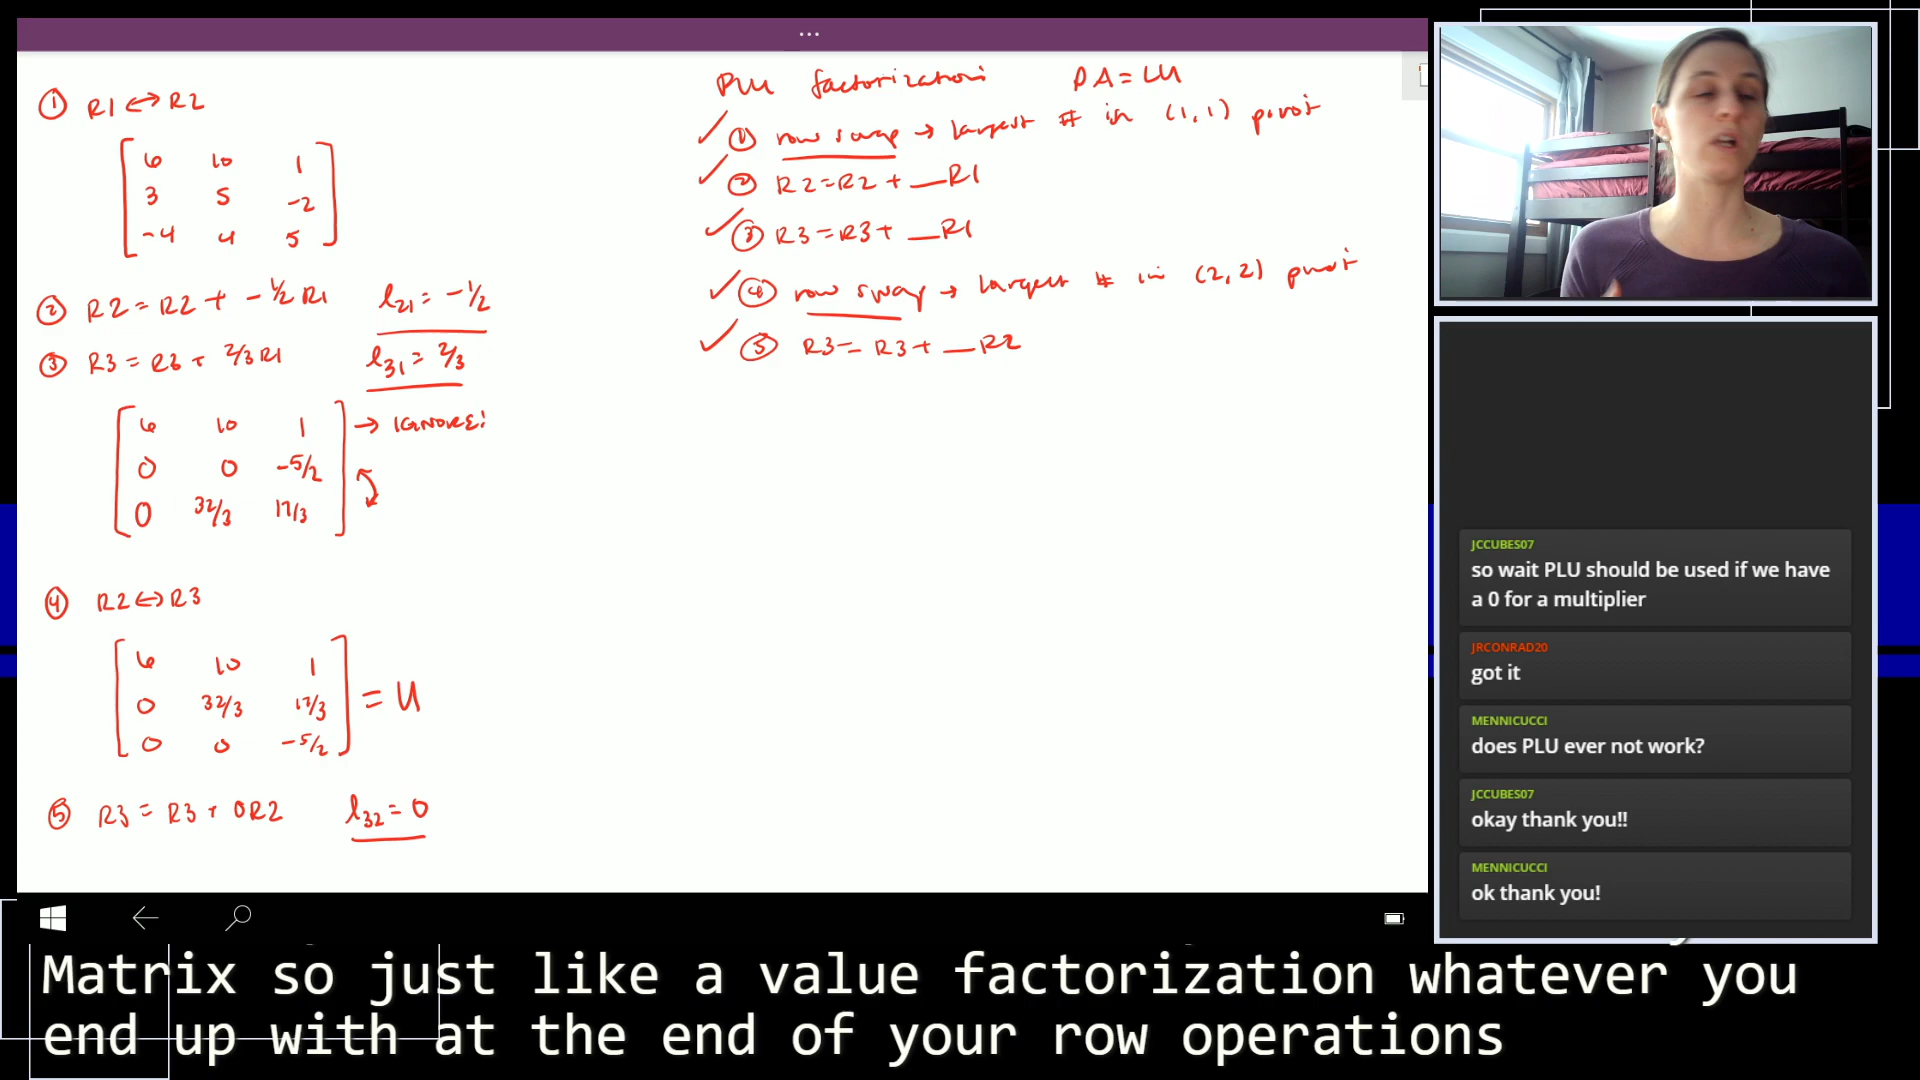 ...
① R1 ↔ R2
6 10 1
3 5 -2
-4 4 5
② R2 = R2 + -1/2 R1 l21 = -1/2
③ R3 = R3 + 2/3 R1 l31 = 2/3
6 10 1 → IGNORE!
0 0 -5/2
0 32/3 17/3
④ R2 ↔ R3
6 10 1
0 32/3 17/3 = U
0 0 -5/2
⑤ R3 = R3 + 0R2 l32 = 0
PLU factorization PA = LU
✓ ① row swap → largest # in (1,1) pivot
✓ ② R2 = R2 + __R1
✓ ③ R3 = R3 + __R1
✓ ④ row swap → largest # in (2,2) pivot
✓ ⑤ R3 = R3 + __R2
JCCUBES07
so wait PLU should be used if we have
a 0 for a multiplier
JRCONRAD20
got it
MENNICUCCI
does PLU ever not work?
JCCUBES07
okay thank you!!
MENNICUCCI
ok thank you!
Matrix so just like a value factorization whatever you
end up with at the end of your row operations